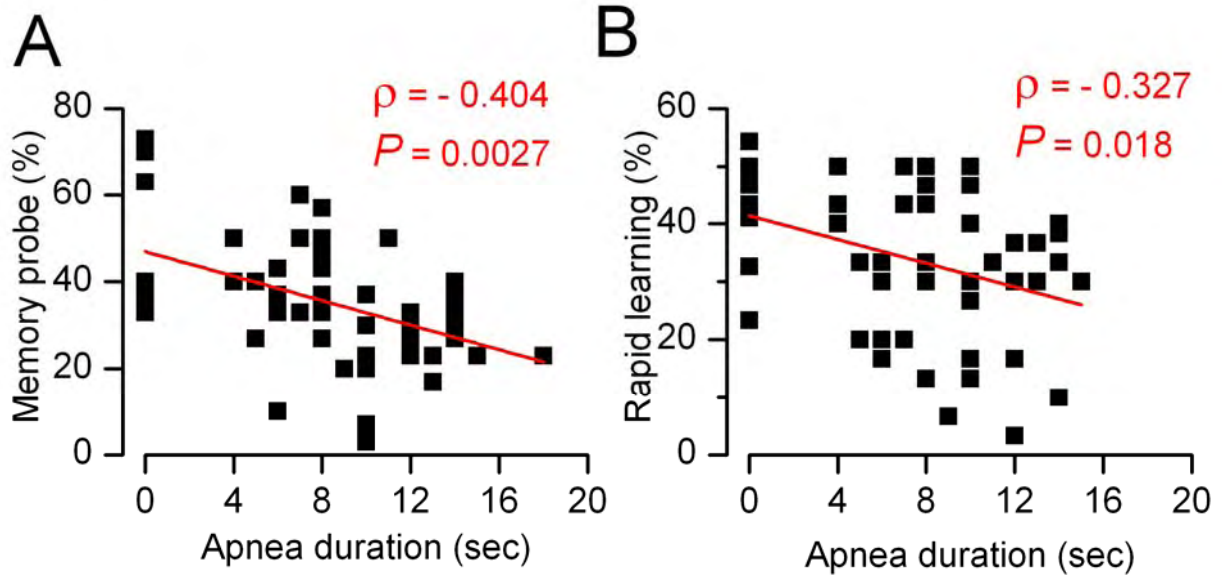 A
ρ = - 0.404
P = 0.0027
80
60
40
20
0
Memory probe (%)
0 4 8 12 16 20
Apnea duration (sec)
B
ρ = - 0.327
P = 0.018
60
40
20
0
Rapid learning (%)
0 4 8 12 16 20
Apnea duration (sec)